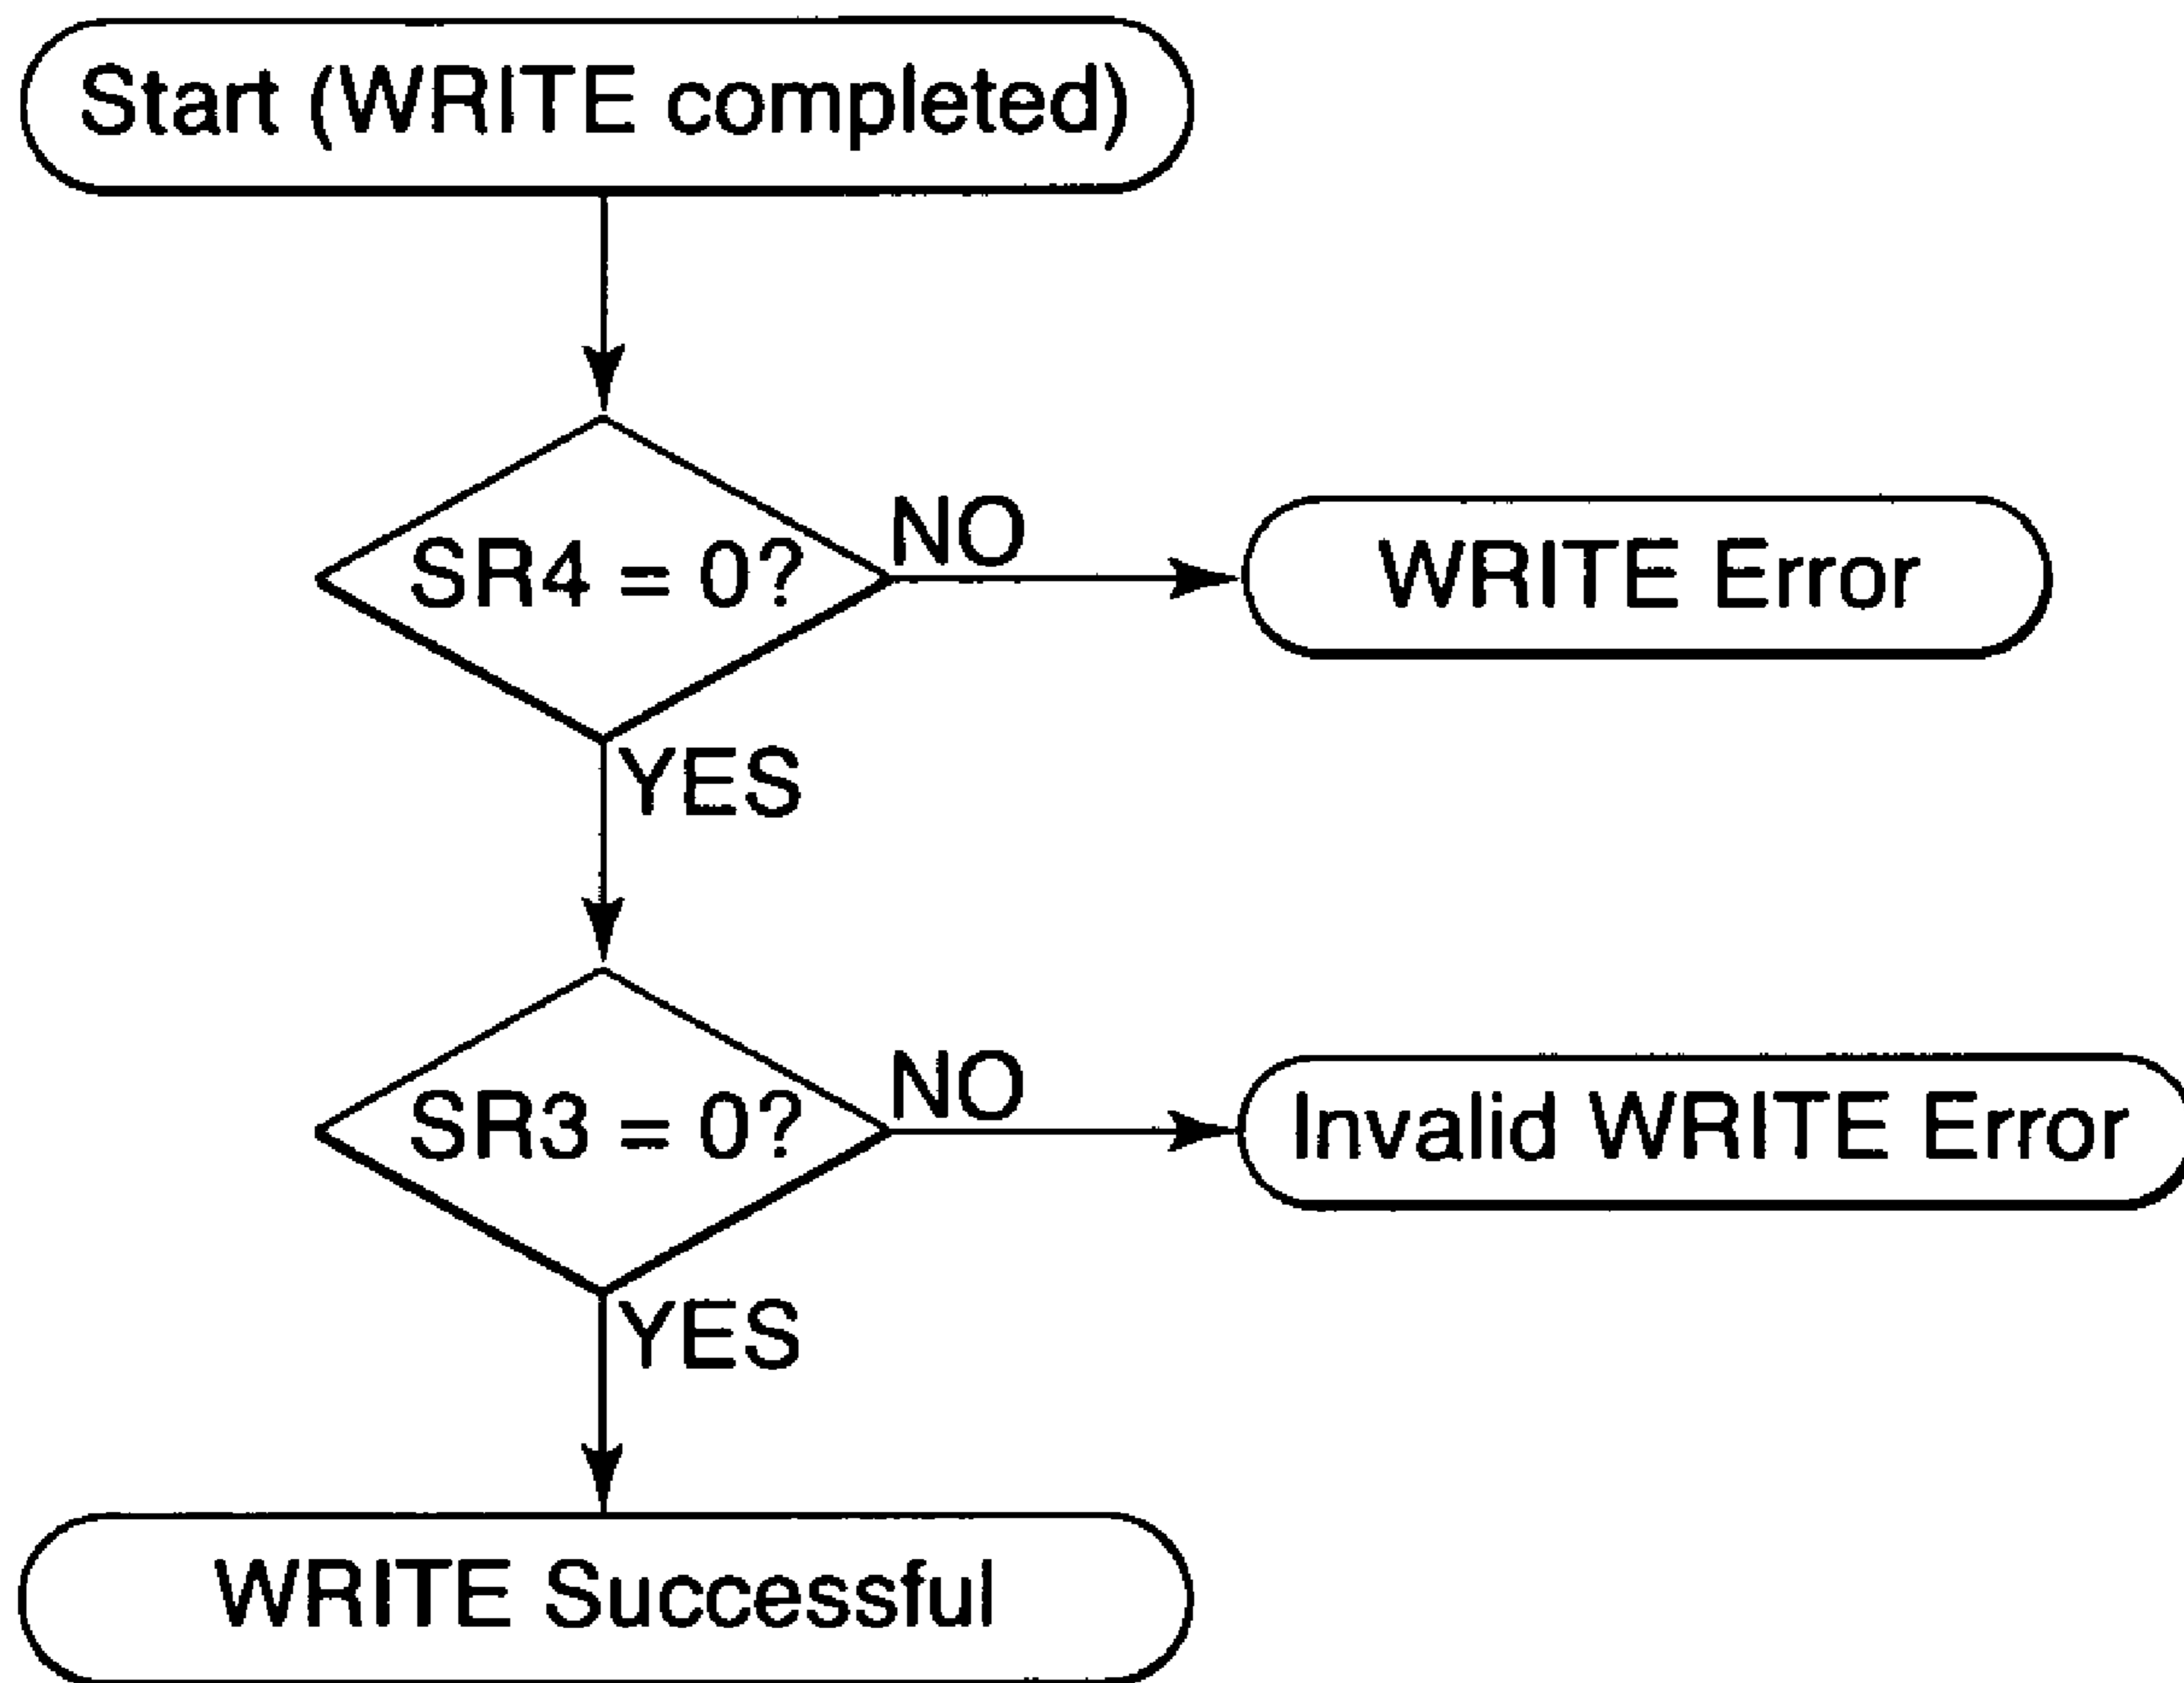 Start (WRITE completed)
SR4 = 0?
NO
WRITE Error
YES
SR3 = 0?
NO
Invalid WRITE Error
YES
WRITE Successful